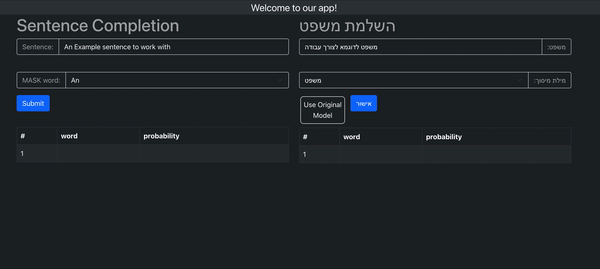 Welcome to our app!
Sentence Completion
Sentence: An Example sentence to work with
MASK word: An
Submit
# word probability
1
השלמת משפט
משפט: משפט לדוגמא לצורך עבודה
מילת מיסוך: משפט
Use Original
Model
אישור
# word probability
1